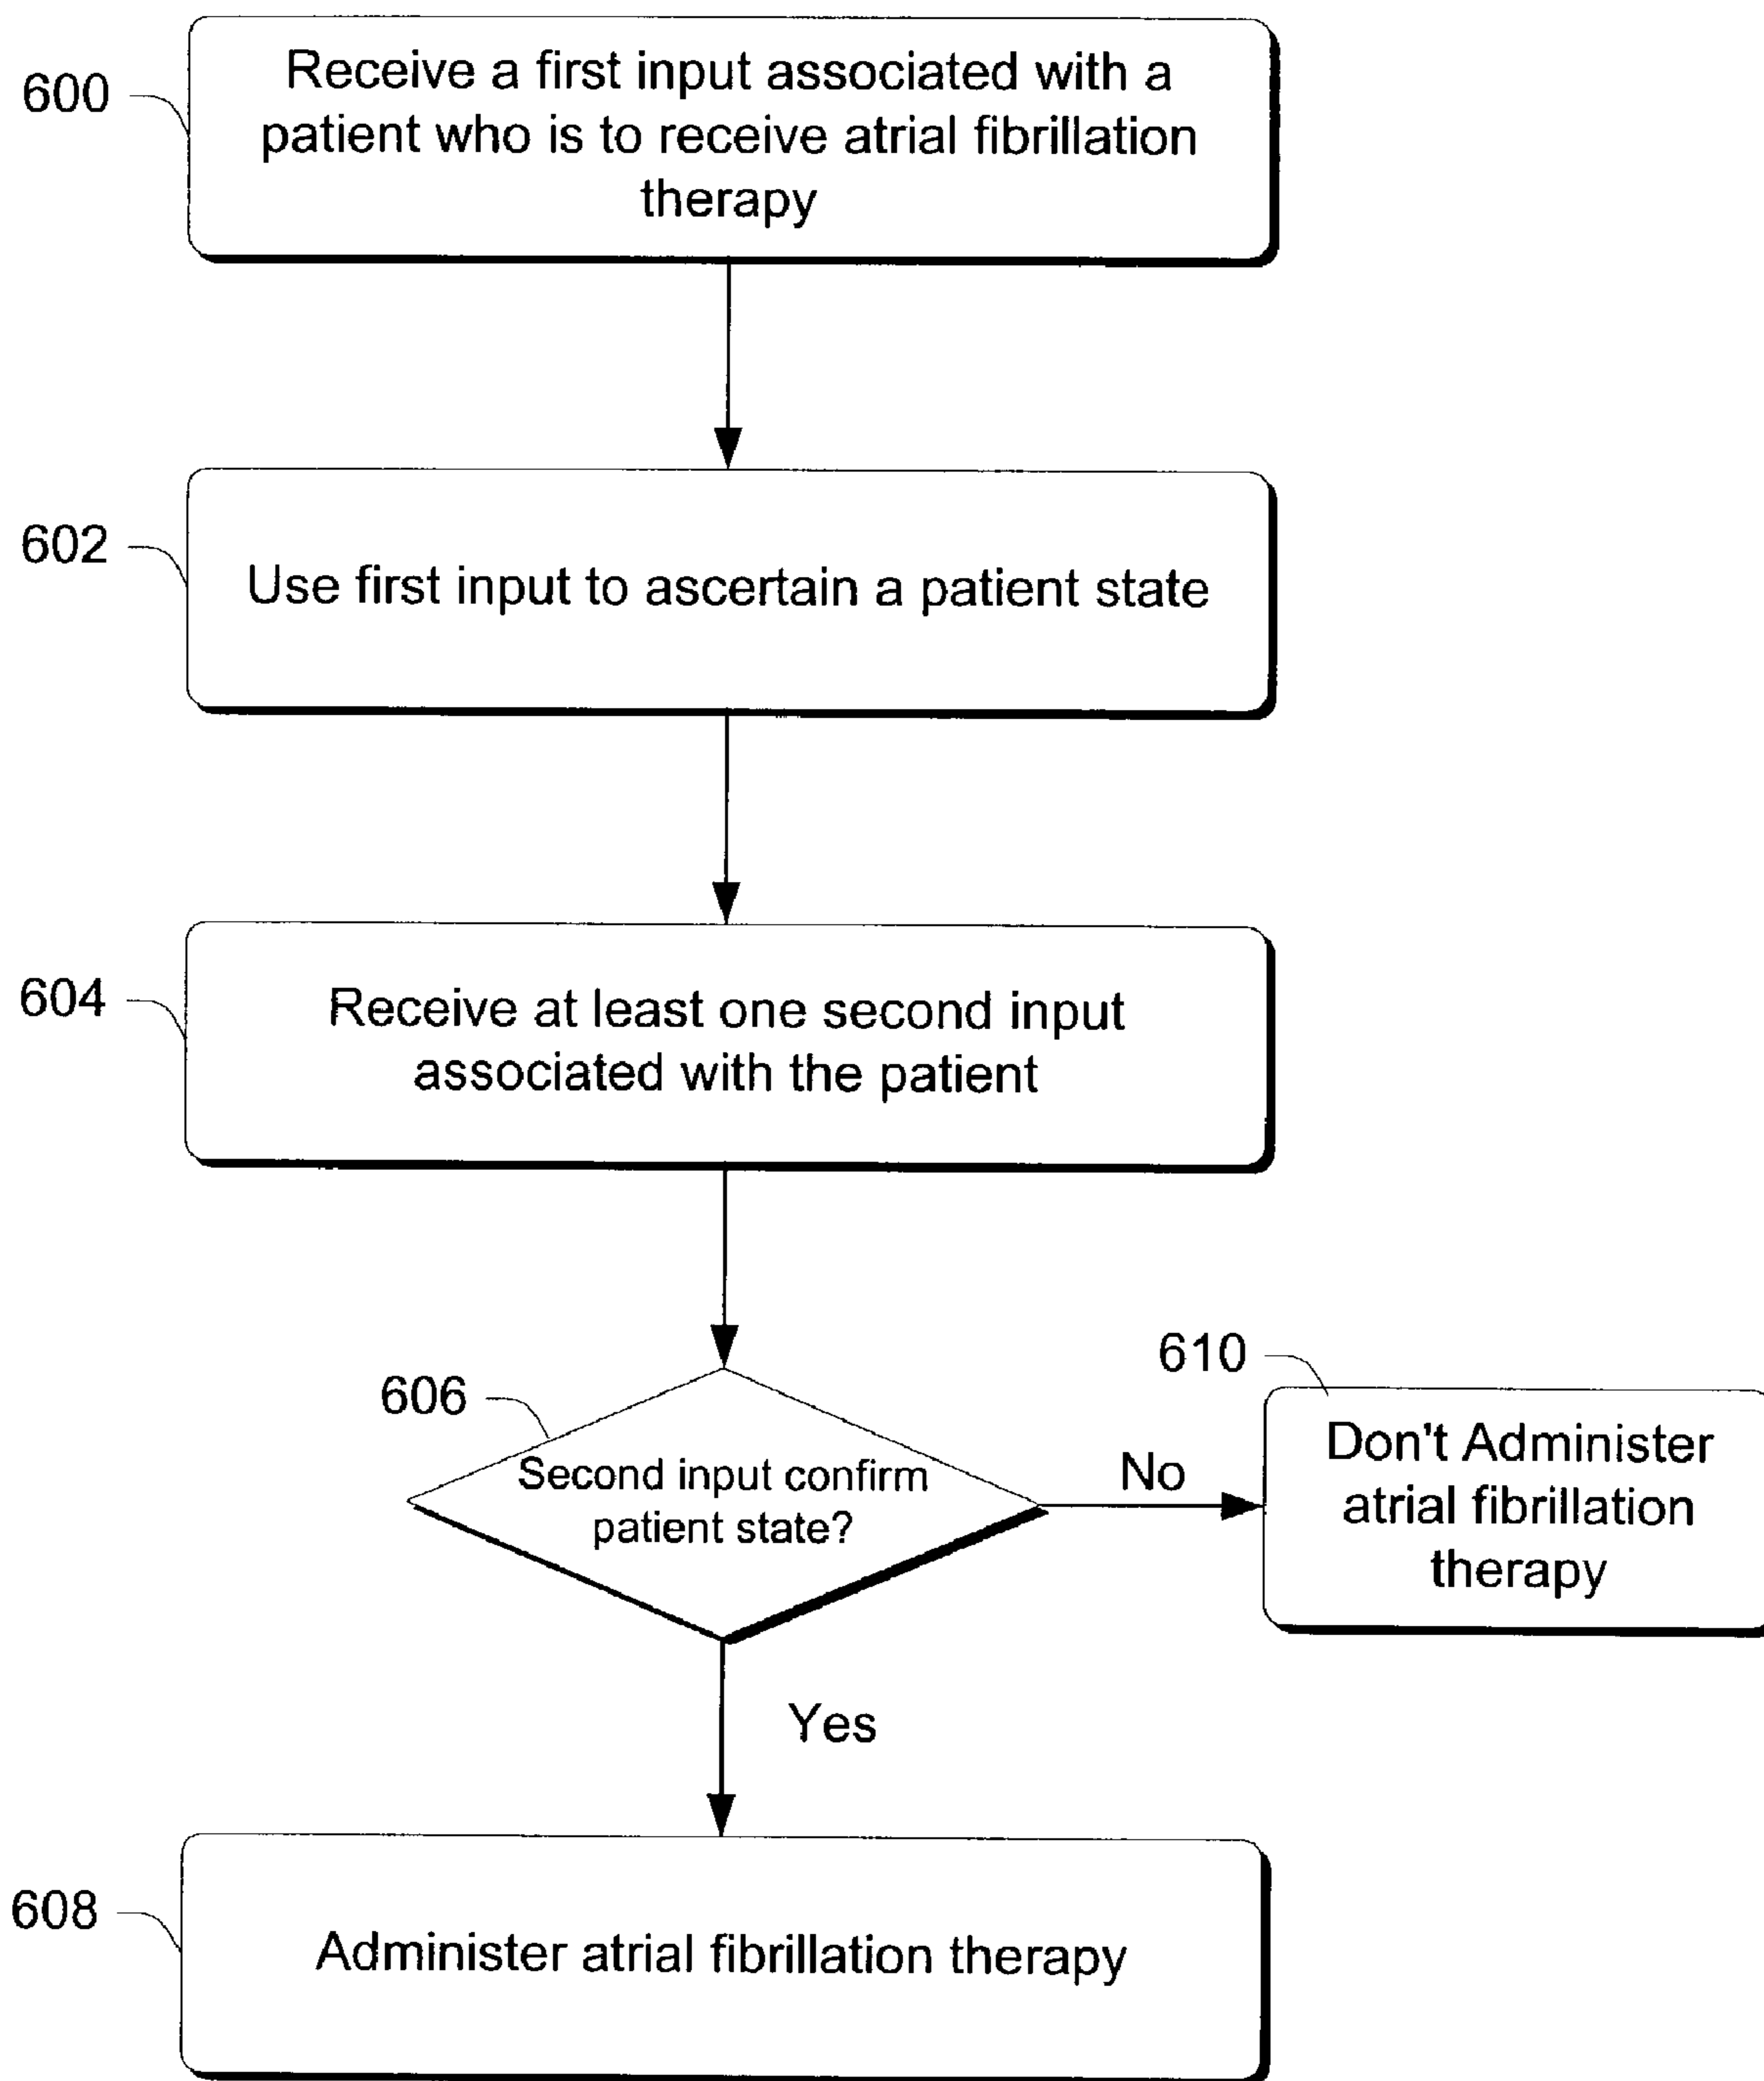 600
Receive a first input associated with a
patient who is to receive atrial fibrillation
therapy
602
Use first input to ascertain a patient state
604
Receive at least one second input
associated with the patient
606
Second input confirm
patient state?
No
610
Don't Administer
atrial fibrillation
therapy
Yes
608
Administer atrial fibrillation therapy